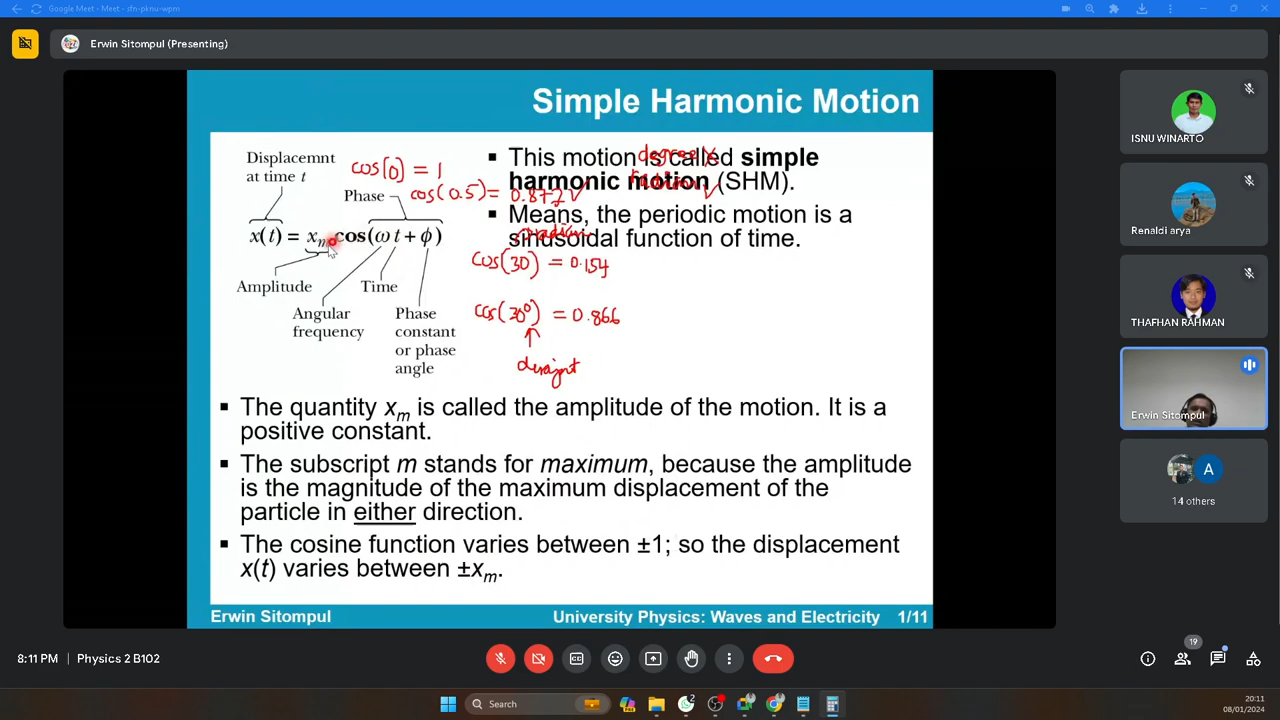 Google Meet - Meet - sfn-pknu-wpm
Erwin Sitompul (Presenting)
Simple Harmonic Motion
Displacemnt
at time t
cos(0) = 1
Phase
cos(0.5) = 0.872 ✓
x(t) = xm cos(ω t + ϕ)
Amplitude
Time
Angular
frequency
Phase
constant
or phase
angle
▪ This motion is called simple
harmonic motion (SHM).
degree X
radian ✓
▪ Means, the periodic motion is a
sinusoidal function of time.
radian
cos(30) = 0.154
cos(30°) = 0.866
derajat
▪ The quantity xm is called the amplitude of the motion. It is a
positive constant.
▪ The subscript m stands for maximum, because the amplitude
is the magnitude of the maximum displacement of the
particle in either direction.
▪ The cosine function varies between ±1; so the displacement
x(t) varies between ±xm.
Erwin Sitompul
University Physics: Waves and Electricity
1/11
ISNU WINARTO
Renaldi arya
THAFHAN RAHMAN
Erwin Sitompul
A
14 others
8:11 PM | Physics 2 B102
19
Search
2
20:11
08/01/2024